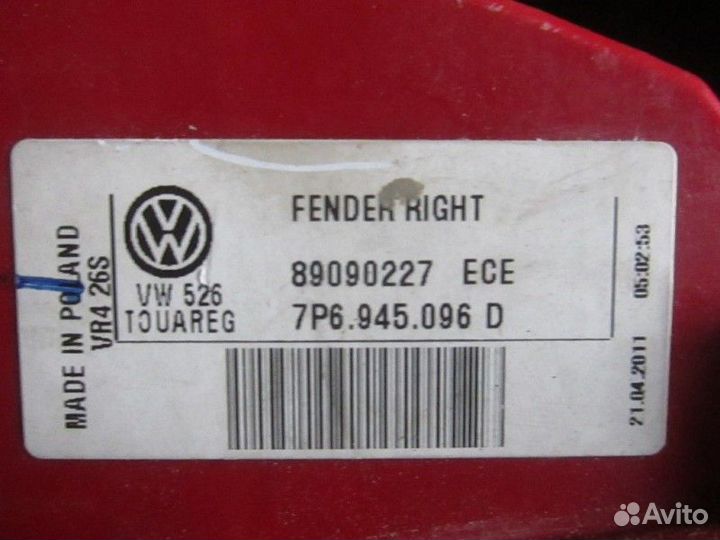 FENDER RIGHT
89090227 ECE
7P6.945.096 D
VW 526
TOUAREG
MADE IN POLAND
VR4 26S
21.04.2011 05:02:53
Avito